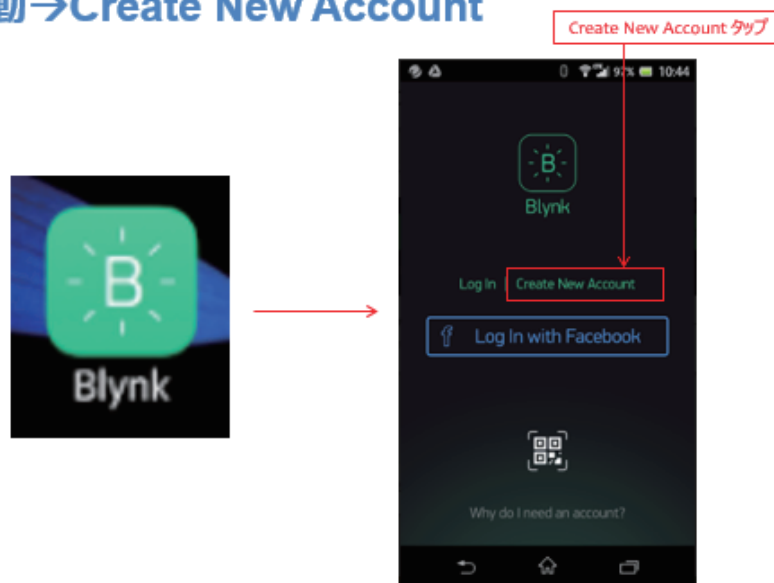 動→Create New Account
Create New Account タップ
97% 10:44
B
Blynk
Log In | Create New Account
f Log In with Facebook
Why do I need an account?
B
Blynk